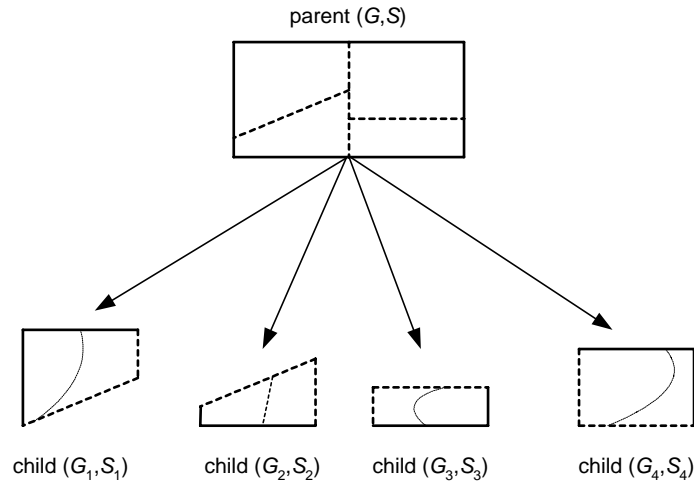 parent (G,S)
child (G₁,S₁)
child (G₂,S₂)
child (G₃,S₃)
child (G₄,S₄)